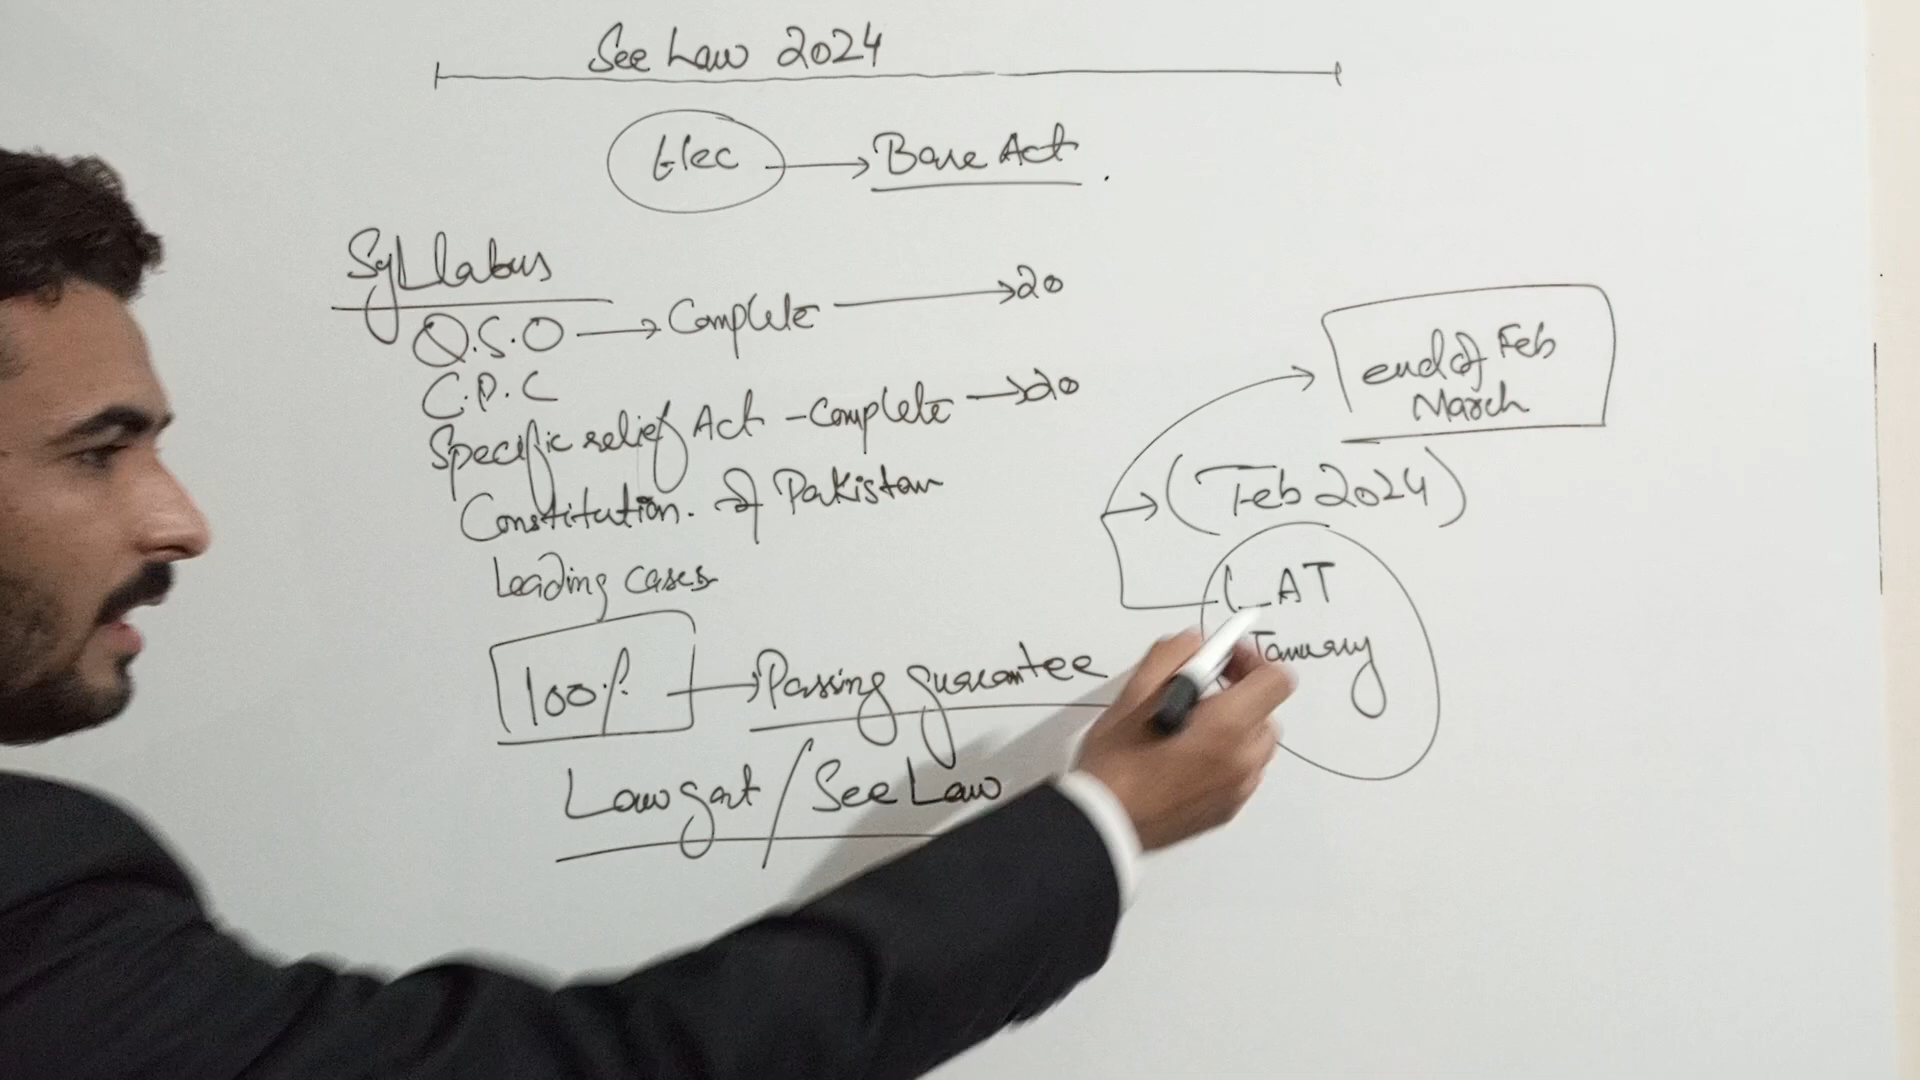 See Law 2024
Elec → Bare Act .
Syllabus
Q.S.O → Complete → 20
C.P.C
Specific relief Act - Complete → 20
Constitution. of Pakistan
Leading cases
100% → Passing guarantee
Law gat / See Law
end of Feb
March
(Feb 2024)
LAT
January